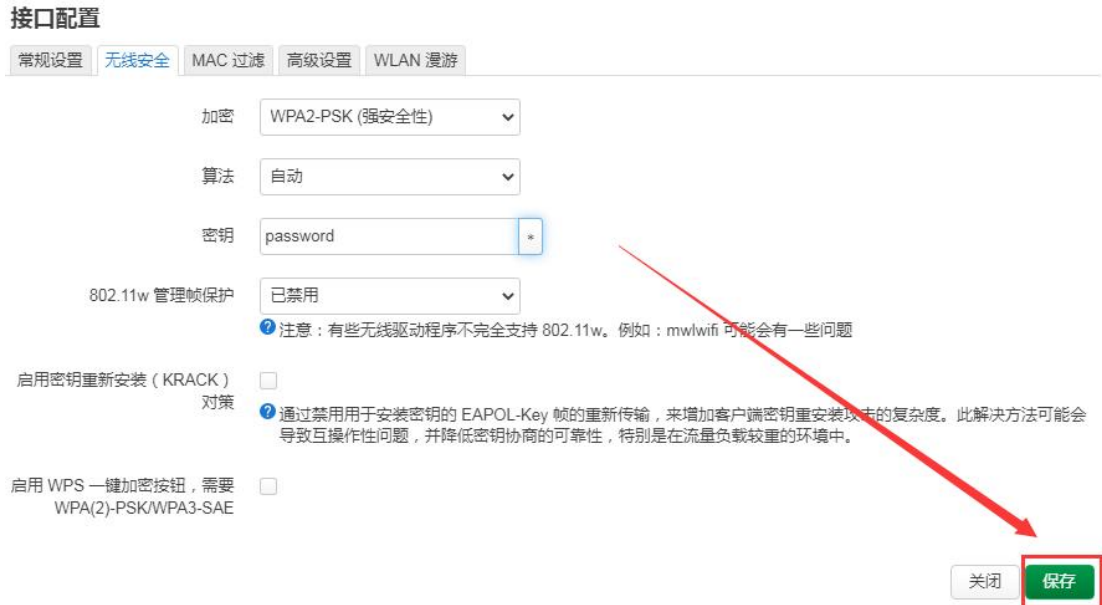 接口配置
常规设置 无线安全 MAC 过滤 高级设置 WLAN 漫游
加密 WPA2-PSK (强安全性)
算法 自动
密钥 password *
802.11w 管理帧保护 已禁用
注意：有些无线驱动程序不完全支持 802.11w。例如：mwlwifi 可能会有一些问题
启用密钥重新安装（KRACK）
对策
通过禁用用于安装密钥的 EAPOL-Key 帧的重新传输，来增加客户端密钥重安装攻击的复杂度。此解决方法可能会
导致互操作性问题，并降低密钥协商的可靠性，特别是在流量负载较重的环境中。
启用 WPS 一键加密按钮，需要
WPA(2)-PSK/WPA3-SAE
关闭 保存